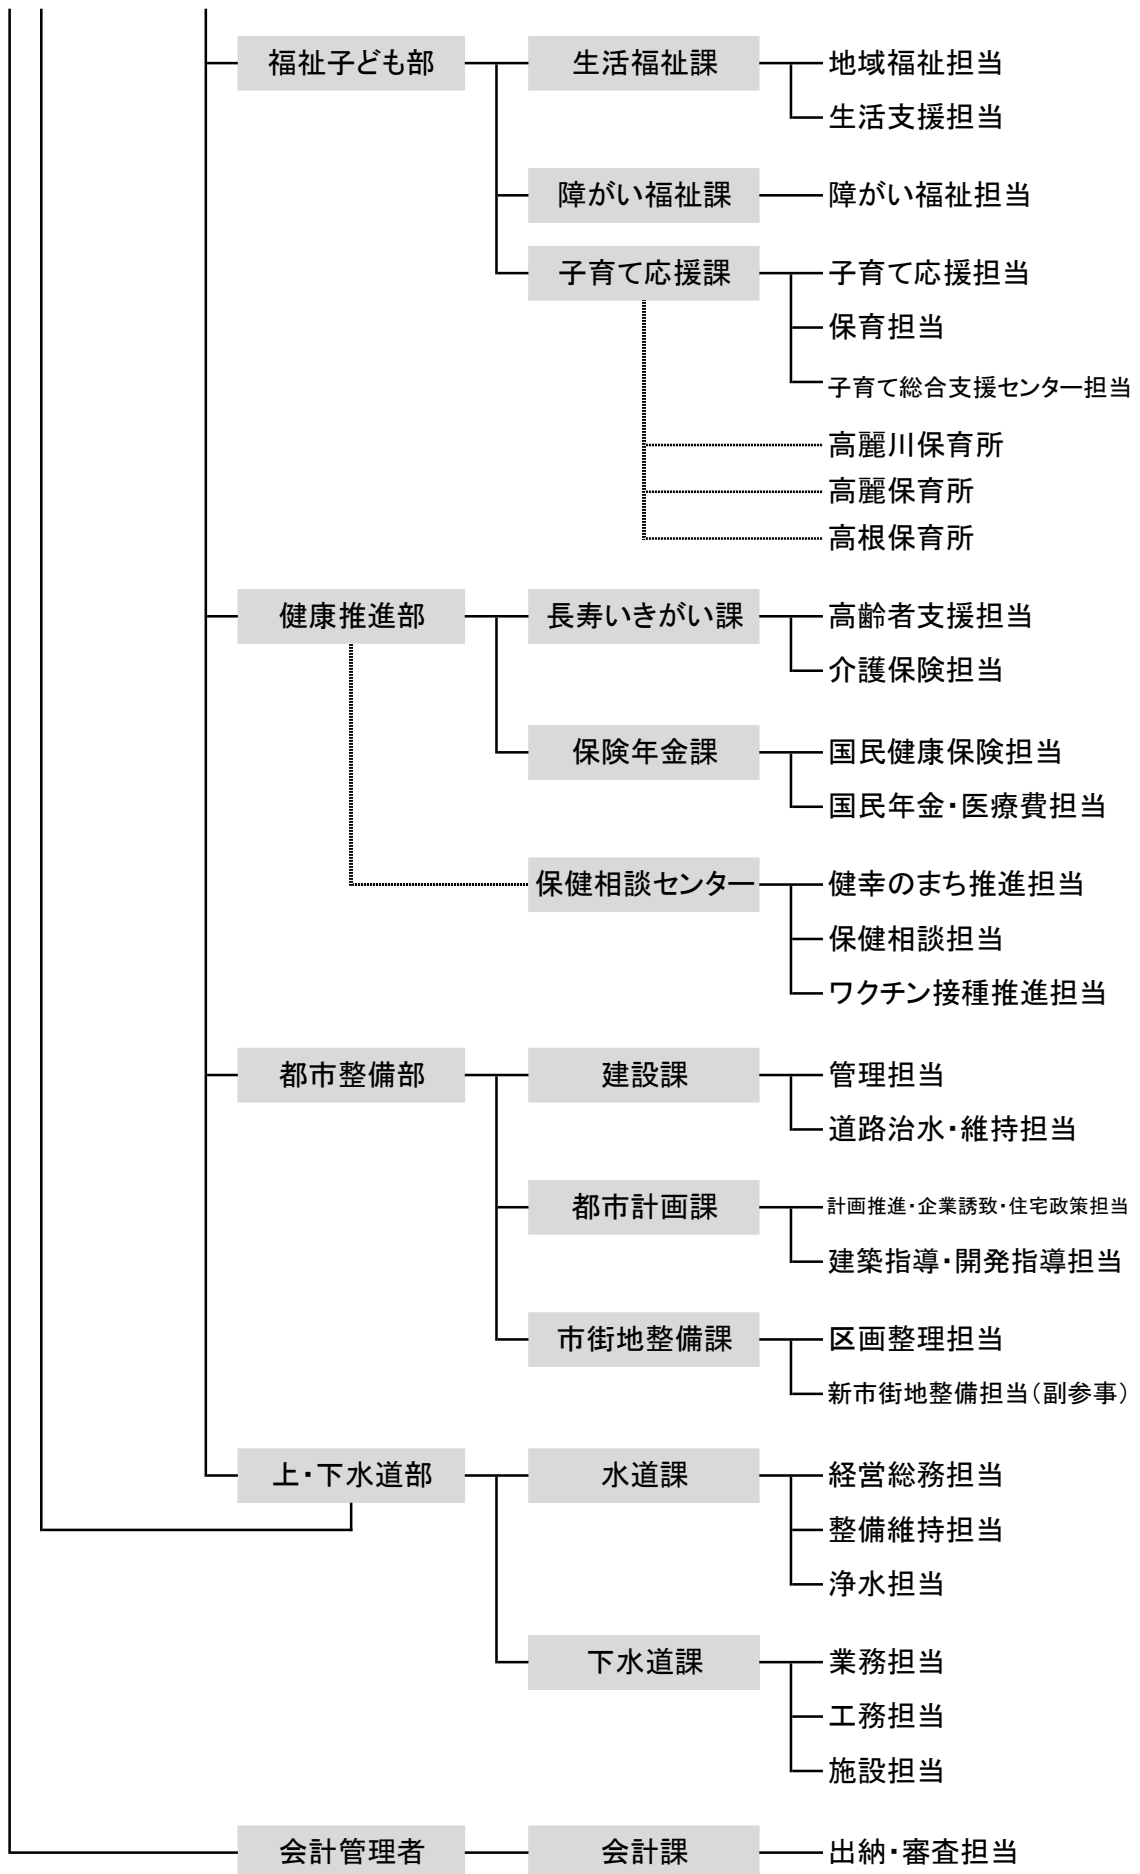 福祉子ども部 生活福祉課 地域福祉担当
生活支援担当
障がい福祉課 障がい福祉担当
子育て応援課 子育て応援担当
保育担当
子育て総合支援センター担当
高麗川保育所
高麗保育所
高根保育所
健康推進部 長寿いきがい課 高齢者支援担当
介護保険担当
保険年金課 国民健康保険担当
国民年金・医療費担当
保健相談センター 健幸のまち推進担当
保健相談担当
ワクチン接種推進担当
都市整備部 建設課 管理担当
道路治水・維持担当
都市計画課 計画推進・企業誘致・住宅政策担当
建築指導・開発指導担当
市街地整備課 区画整理担当
新市街地整備担当(副参事)
上・下水道部 水道課 経営総務担当
整備維持担当
浄水担当
下水道課 業務担当
工務担当
施設担当
会計管理者 会計課 出納・審査担当